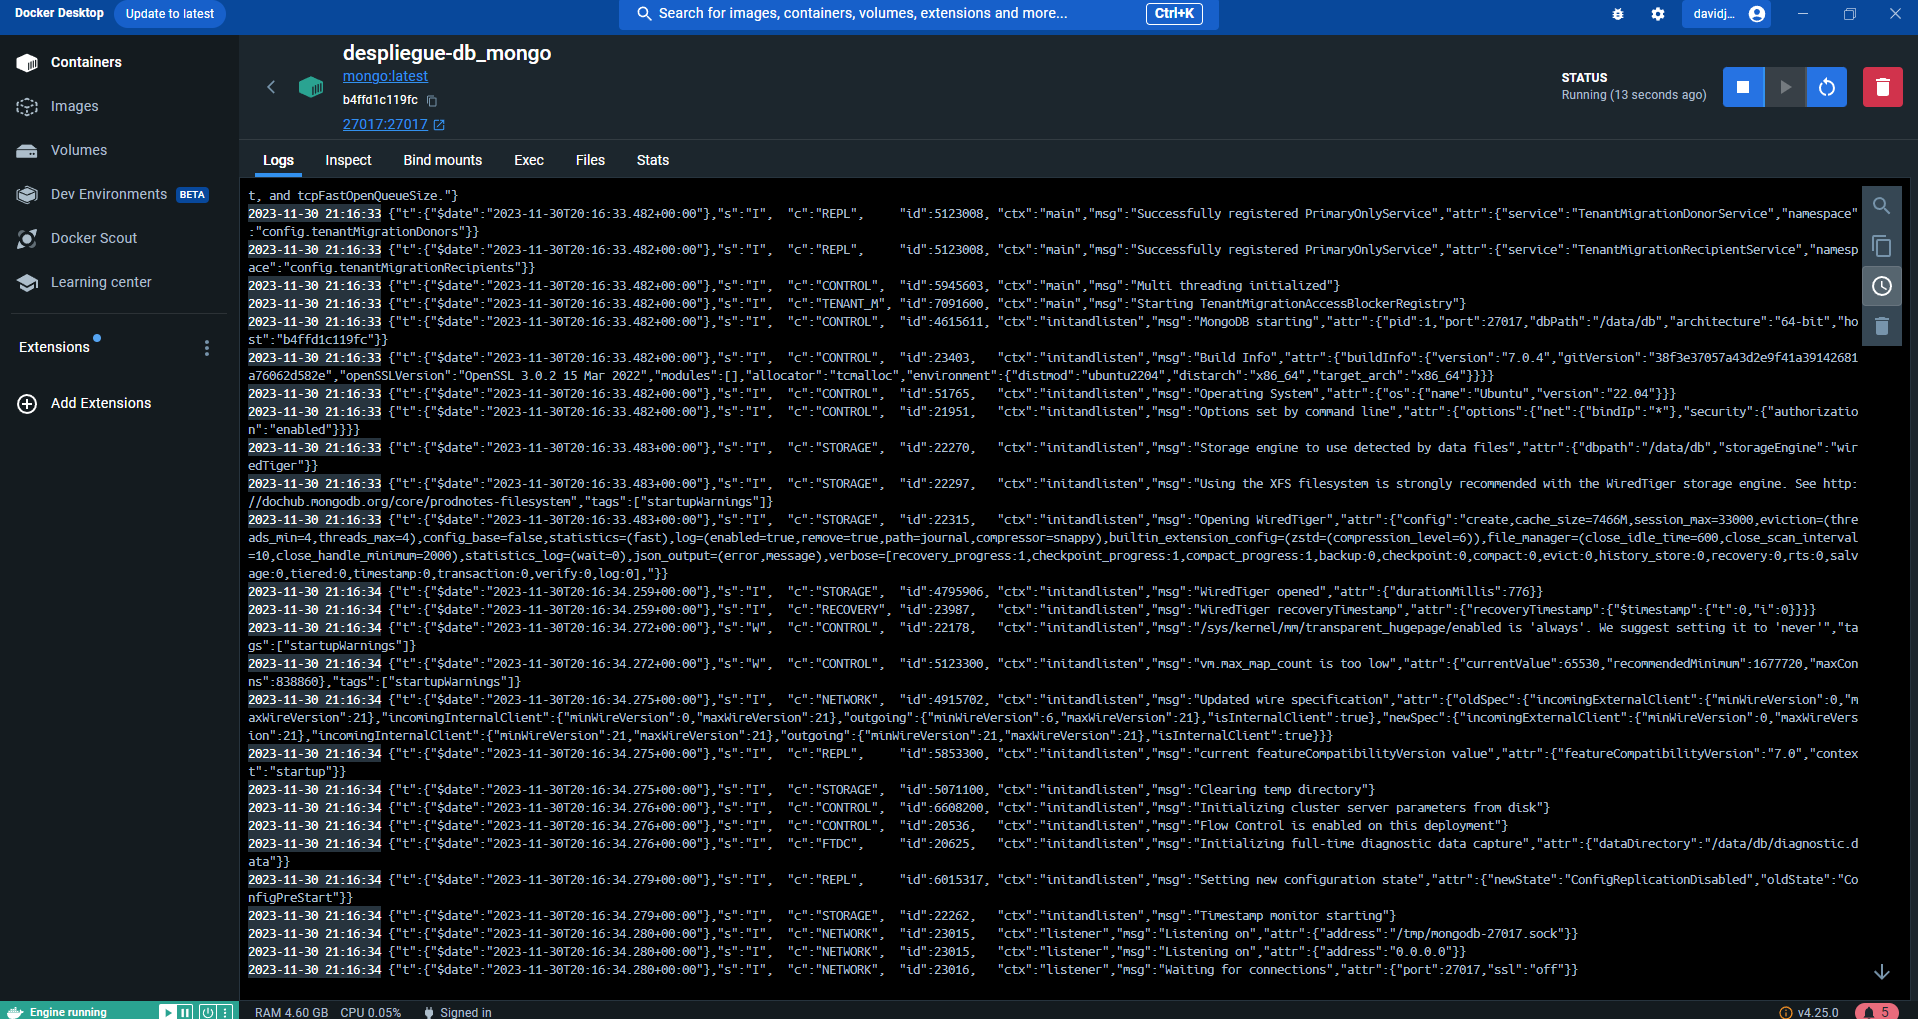 Docker Desktop
Update to latest
Search for images, containers, volumes, extensions and more...
Ctrl+K
davidj...
Containers
Images
Volumes
Dev Environments BETA
Docker Scout
Learning center
Extensions
Add Extensions
despliegue-db_mongo
mongo:latest
b4ffd1c119fc
27017:27017
STATUS
Running (13 seconds ago)
Logs Inspect Bind mounts Exec Files Stats
t, and tcpFastOpenQueueSize."}
2023-11-30 21:16:33 {"t":{"$date":"2023-11-30T20:16:33.482+00:00"},"s":"I", "c":"REPL", "id":5123008, "ctx":"main","msg":"Successfully registered PrimaryOnlyService","attr":{"service":"TenantMigrationDonorService","namespace"
:"config.tenantMigrationDonors"}}
2023-11-30 21:16:33 {"t":{"$date":"2023-11-30T20:16:33.482+00:00"},"s":"I", "c":"REPL", "id":5123008, "ctx":"main","msg":"Successfully registered PrimaryOnlyService","attr":{"service":"TenantMigrationRecipientService","namesp
ace":"config.tenantMigrationRecipients"}}
2023-11-30 21:16:33 {"t":{"$date":"2023-11-30T20:16:33.482+00:00"},"s":"I", "c":"CONTROL", "id":5945603, "ctx":"main","msg":"Multi threading initialized"}
2023-11-30 21:16:33 {"t":{"$date":"2023-11-30T20:16:33.482+00:00"},"s":"I", "c":"TENANT_M", "id":7091600, "ctx":"main","msg":"Starting TenantMigrationAccessBlockerRegistry"}
2023-11-30 21:16:33 {"t":{"$date":"2023-11-30T20:16:33.482+00:00"},"s":"I", "c":"CONTROL", "id":4615611, "ctx":"initandlisten","msg":"MongoDB starting","attr":{"pid":1,"port":27017,"dbPath":"/data/db","architecture":"64-bit","ho
st":"b4ffd1c119fc"}}
2023-11-30 21:16:33 {"t":{"$date":"2023-11-30T20:16:33.482+00:00"},"s":"I", "c":"CONTROL", "id":23403, "ctx":"initandlisten","msg":"Build Info","attr":{"buildInfo":{"version":"7.0.4","gitVersion":"38f3e37057a43d2e9f41a39142681
a76062d582e","openSSLVersion":"OpenSSL 3.0.2 15 Mar 2022","modules":[],"allocator":"tcmalloc","environment":{"distmod":"ubuntu2204","distarch":"x86_64","target_arch":"x86_64"}}}}
2023-11-30 21:16:33 {"t":{"$date":"2023-11-30T20:16:33.482+00:00"},"s":"I", "c":"CONTROL", "id":51765, "ctx":"initandlisten","msg":"Operating System","attr":{"os":{"name":"Ubuntu","version":"22.04"}}}
2023-11-30 21:16:33 {"t":{"$date":"2023-11-30T20:16:33.482+00:00"},"s":"I", "c":"CONTROL", "id":21951, "ctx":"initandlisten","msg":"Options set by command line","attr":{"options":{"net":{"bindIp":"*"},"security":{"authorizatio
n":"enabled"}}}}
2023-11-30 21:16:33 {"t":{"$date":"2023-11-30T20:16:33.483+00:00"},"s":"I", "c":"STORAGE", "id":22270, "ctx":"initandlisten","msg":"Storage engine to use detected by data files","attr":{"dbpath":"/data/db","storageEngine":"wir
edTiger"}}
2023-11-30 21:16:33 {"t":{"$date":"2023-11-30T20:16:33.483+00:00"},"s":"I", "c":"STORAGE", "id":22297, "ctx":"initandlisten","msg":"Using the XFS filesystem is strongly recommended with the WiredTiger storage engine. See http:
//dochub.mongodb.org/core/prodnotes-filesystem","tags":["startupWarnings"]}
2023-11-30 21:16:33 {"t":{"$date":"2023-11-30T20:16:33.483+00:00"},"s":"I", "c":"STORAGE", "id":22315, "ctx":"initandlisten","msg":"Opening WiredTiger","attr":{"config":"create,cache_size=7466M,session_max=33000,eviction=(thre
ads_min=4,threads_max=4),config_base=false,statistics=(fast),log=(enabled=true,remove=true,path=journal,compressor=snappy),builtin_extension_config=(zstd=(compression_level=6)),file_manager=(close_idle_time=600,close_scan_interval
=10,close_handle_minimum=2000),statistics_log=(wait=0),json_output=(error,message),verbose=[recovery_progress:1,checkpoint_progress:1,compact_progress:1,backup:0,checkpoint:0,compact:0,evict:0,history_store:0,recovery:0,rts:0,salv
age:0,tiered:0,timestamp:0,transaction:0,verify:0,log:0],"}}
2023-11-30 21:16:34 {"t":{"$date":"2023-11-30T20:16:34.259+00:00"},"s":"I", "c":"STORAGE", "id":4795906, "ctx":"initandlisten","msg":"WiredTiger opened","attr":{"durationMillis":776}}
2023-11-30 21:16:34 {"t":{"$date":"2023-11-30T20:16:34.259+00:00"},"s":"I", "c":"RECOVERY", "id":23987, "ctx":"initandlisten","msg":"WiredTiger recoveryTimestamp","attr":{"recoveryTimestamp":{"$timestamp":{"t":0,"i":0}}}}
2023-11-30 21:16:34 {"t":{"$date":"2023-11-30T20:16:34.272+00:00"},"s":"W", "c":"CONTROL", "id":22178, "ctx":"initandlisten","msg":"/sys/kernel/mm/transparent_hugepage/enabled is 'always'. We suggest setting it to 'never'","ta
gs":["startupWarnings"]}
2023-11-30 21:16:34 {"t":{"$date":"2023-11-30T20:16:34.272+00:00"},"s":"W", "c":"CONTROL", "id":5123300, "ctx":"initandlisten","msg":"vm.max_map_count is too low","attr":{"currentValue":65530,"recommendedMinimum":1677720,"maxCon
ns":838860},"tags":["startupWarnings"]}
2023-11-30 21:16:34 {"t":{"$date":"2023-11-30T20:16:34.275+00:00"},"s":"I", "c":"NETWORK", "id":4915702, "ctx":"initandlisten","msg":"Updated wire specification","attr":{"oldSpec":{"incomingExternalClient":{"minWireVersion":0,"m
axWireVersion":21},"incomingInternalClient":{"minWireVersion":0,"maxWireVersion":21},"outgoing":{"minWireVersion":6,"maxWireVersion":21},"isInternalClient":true},"newSpec":{"incomingExternalClient":{"minWireVersion":0,"maxWireVers
ion":21},"incomingInternalClient":{"minWireVersion":21,"maxWireVersion":21},"outgoing":{"minWireVersion":21,"maxWireVersion":21},"isInternalClient":true}}}
2023-11-30 21:16:34 {"t":{"$date":"2023-11-30T20:16:34.275+00:00"},"s":"I", "c":"REPL", "id":5853300, "ctx":"initandlisten","msg":"current featureCompatibilityVersion value","attr":{"featureCompatibilityVersion":"7.0","contex
t":"startup"}}
2023-11-30 21:16:34 {"t":{"$date":"2023-11-30T20:16:34.275+00:00"},"s":"I", "c":"STORAGE", "id":5071100, "ctx":"initandlisten","msg":"Clearing temp directory"}
2023-11-30 21:16:34 {"t":{"$date":"2023-11-30T20:16:34.276+00:00"},"s":"I", "c":"CONTROL", "id":6608200, "ctx":"initandlisten","msg":"Initializing cluster server parameters from disk"}
2023-11-30 21:16:34 {"t":{"$date":"2023-11-30T20:16:34.276+00:00"},"s":"I", "c":"CONTROL", "id":20536, "ctx":"initandlisten","msg":"Flow Control is enabled on this deployment"}
2023-11-30 21:16:34 {"t":{"$date":"2023-11-30T20:16:34.276+00:00"},"s":"I", "c":"FTDC", "id":20625, "ctx":"initandlisten","msg":"Initializing full-time diagnostic data capture","attr":{"dataDirectory":"/data/db/diagnostic.d
ata"}}
2023-11-30 21:16:34 {"t":{"$date":"2023-11-30T20:16:34.279+00:00"},"s":"I", "c":"REPL", "id":6015317, "ctx":"initandlisten","msg":"Setting new configuration state","attr":{"newState":"ConfigReplicationDisabled","oldState":"Co
nfigPreStart"}}
2023-11-30 21:16:34 {"t":{"$date":"2023-11-30T20:16:34.279+00:00"},"s":"I", "c":"STORAGE", "id":22262, "ctx":"initandlisten","msg":"Timestamp monitor starting"}
2023-11-30 21:16:34 {"t":{"$date":"2023-11-30T20:16:34.280+00:00"},"s":"I", "c":"NETWORK", "id":23015, "ctx":"listener","msg":"Listening on","attr":{"address":"/tmp/mongodb-27017.sock"}}
2023-11-30 21:16:34 {"t":{"$date":"2023-11-30T20:16:34.280+00:00"},"s":"I", "c":"NETWORK", "id":23015, "ctx":"listener","msg":"Listening on","attr":{"address":"0.0.0.0"}}
2023-11-30 21:16:34 {"t":{"$date":"2023-11-30T20:16:34.280+00:00"},"s":"I", "c":"NETWORK", "id":23016, "ctx":"listener","msg":"Waiting for connections","attr":{"port":27017,"ssl":"off"}}
Engine running
RAM 4.60 GB CPU 0.05% Signed in
v4.25.0
5